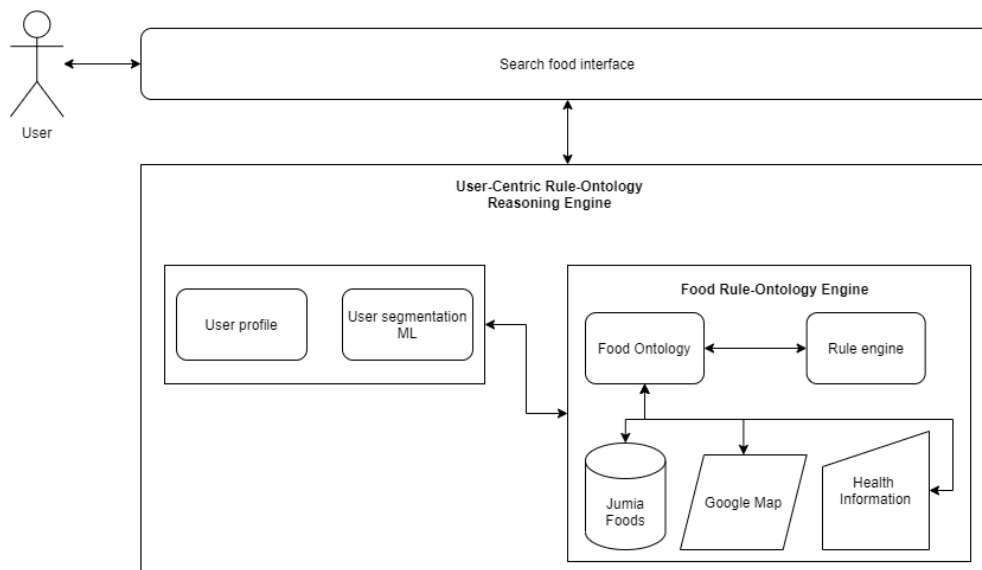 Search food interface
User
User-Centric Rule-Ontology
Reasoning Engine
Food Rule-Ontology Engine
User profile
User segmentation
ML
Food Ontology
Rule engine
Jumia
Foods
Google Map
Health
Information